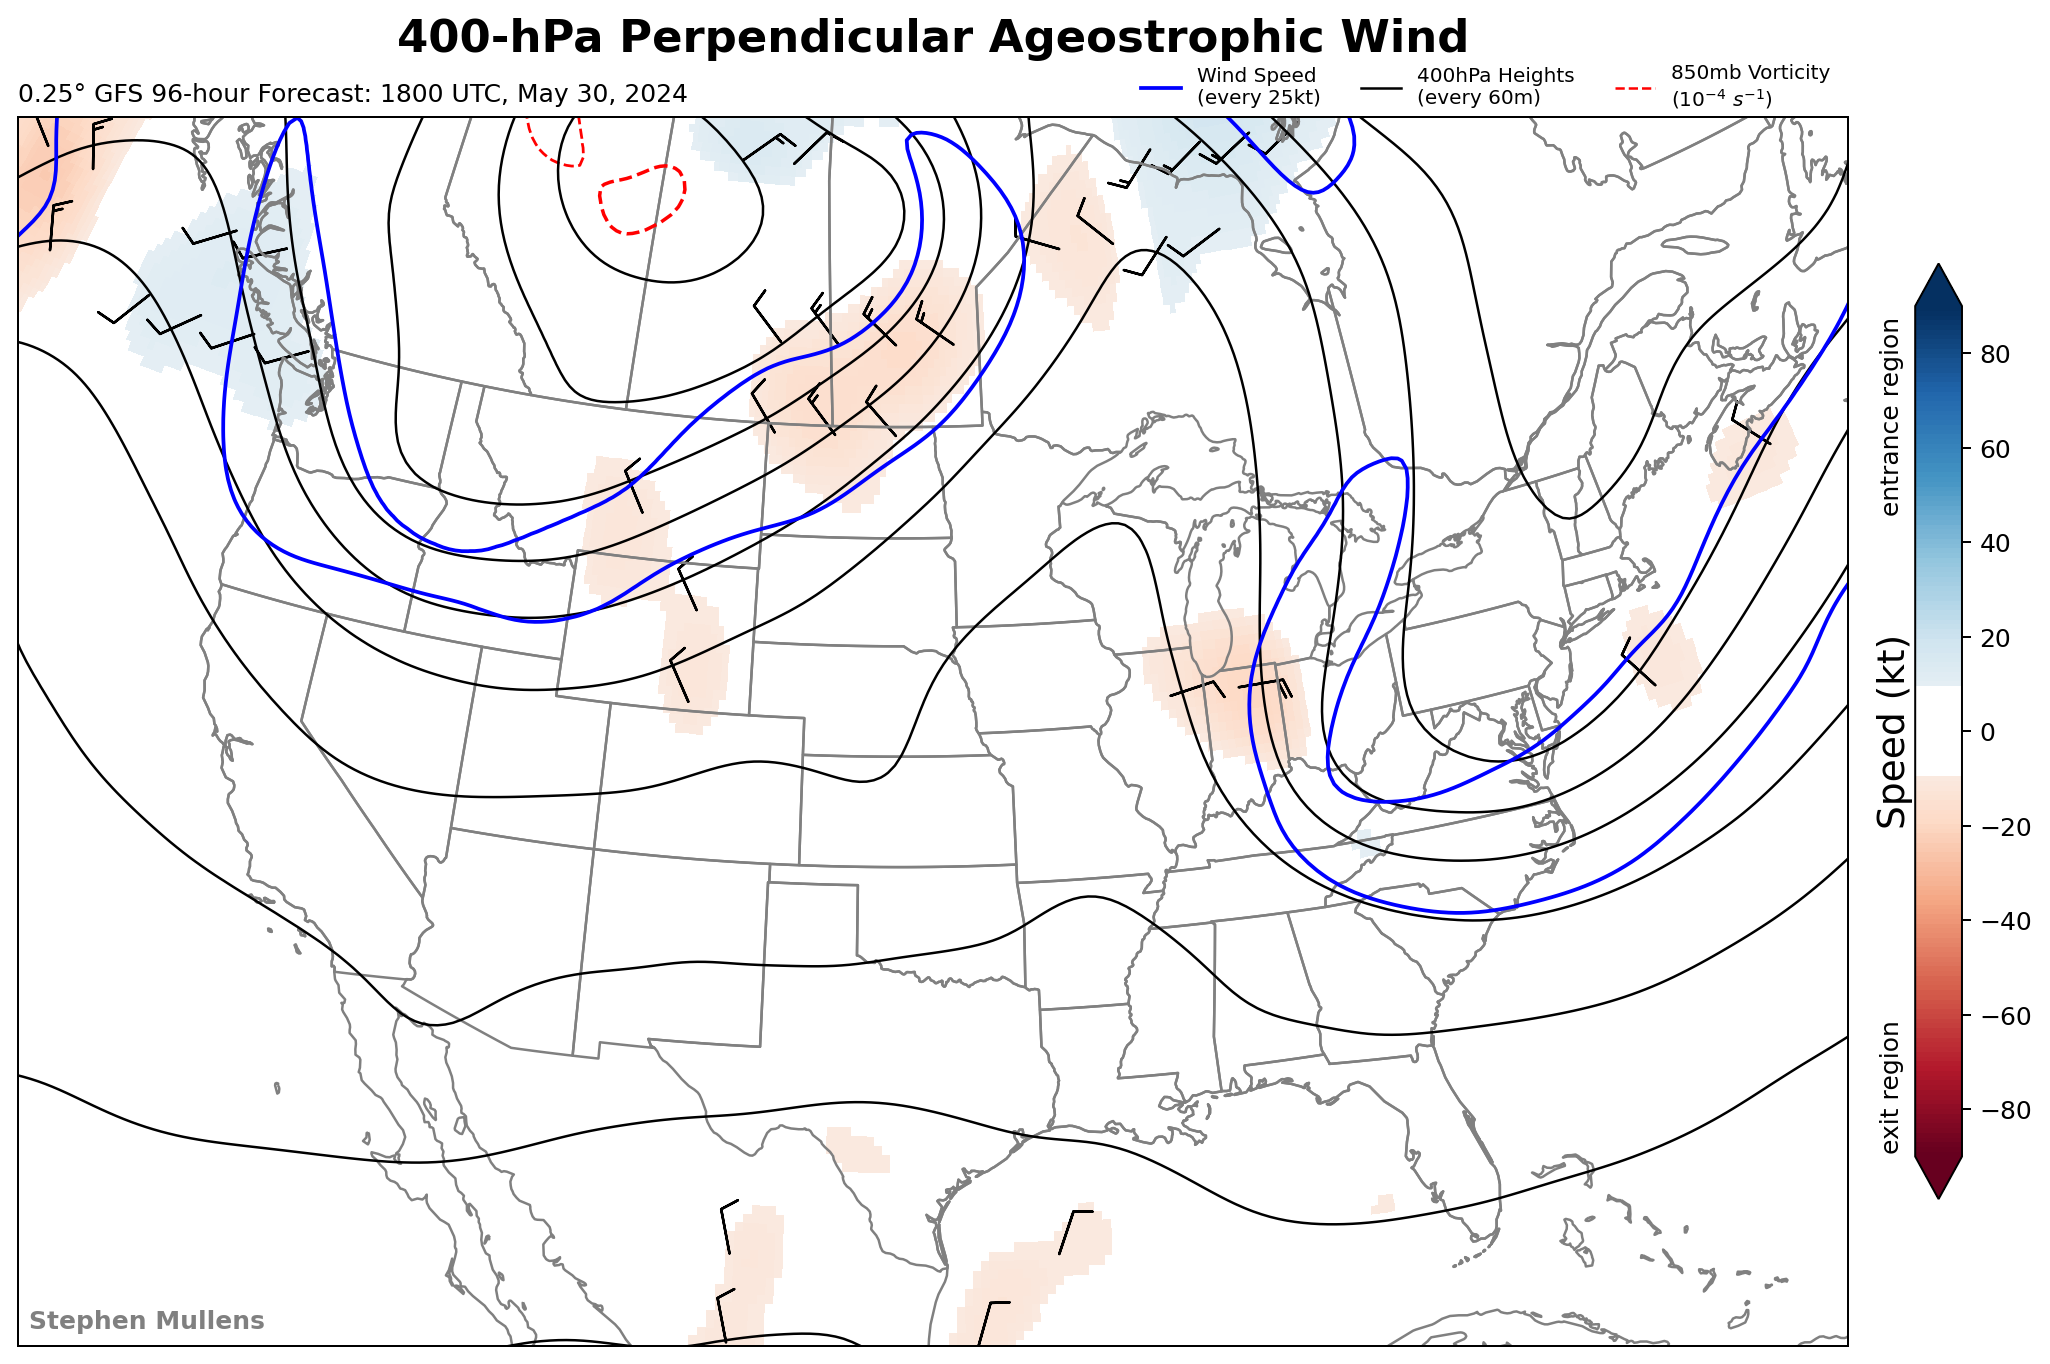 400-hPa Perpendicular Ageostrophic Wind
0.25° GFS 96-hour Forecast: 1800 UTC, May 30, 2024
Wind Speed
(every 25kt)
400hPa Heights
(every 60m)
850mb Vorticity
(10⁻⁴ s⁻¹)
entrance region
Speed (kt)
exit region
80
60
40
20
0
−20
−40
−60
−80
Stephen Mullens